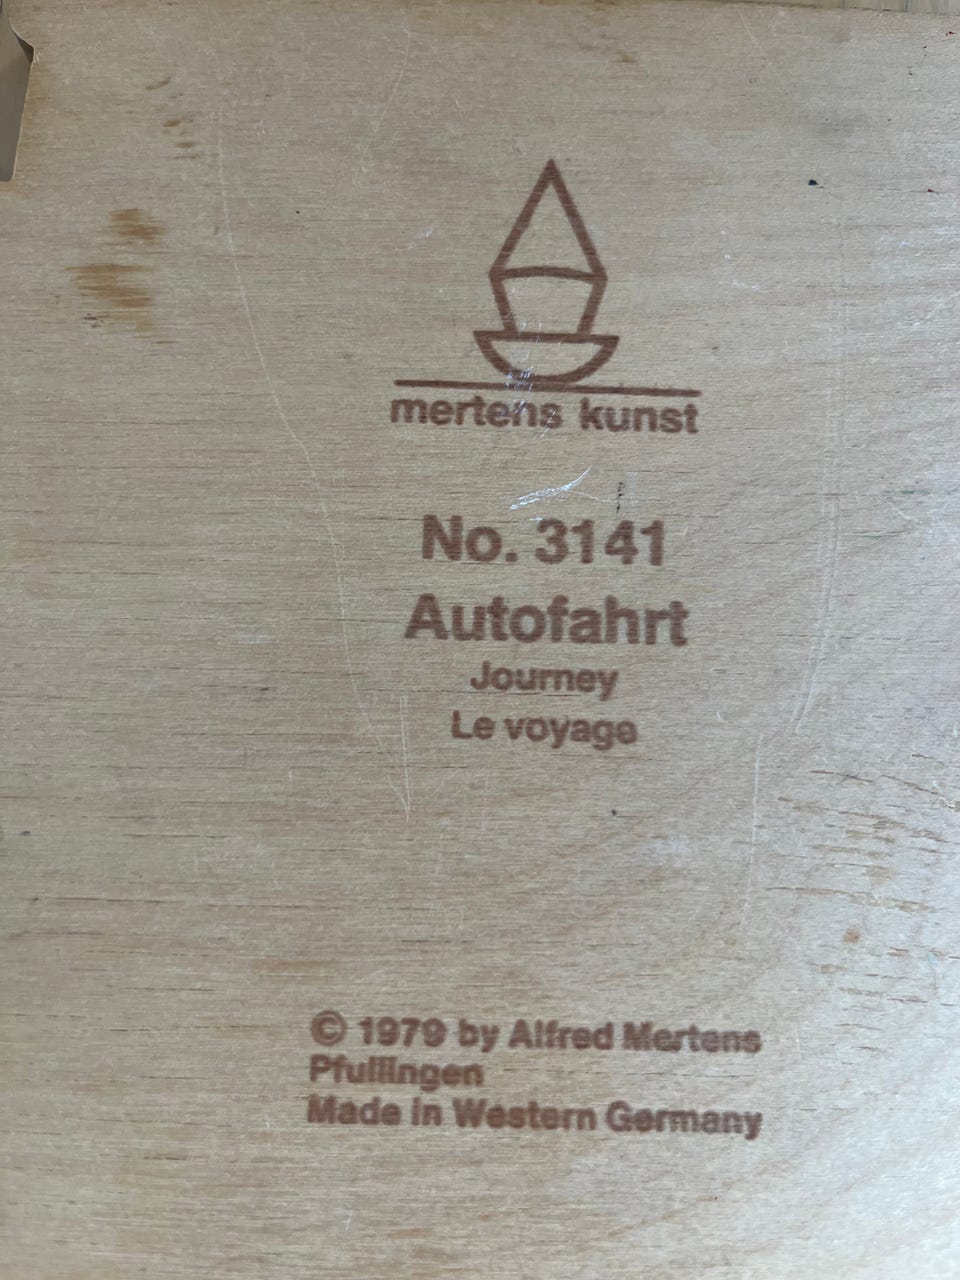 mertens kunst
No. 3141
Autofahrt
Journey
Le voyage
© 1979 by Alfred Mertens
Pfullingen
Made in Western Germany